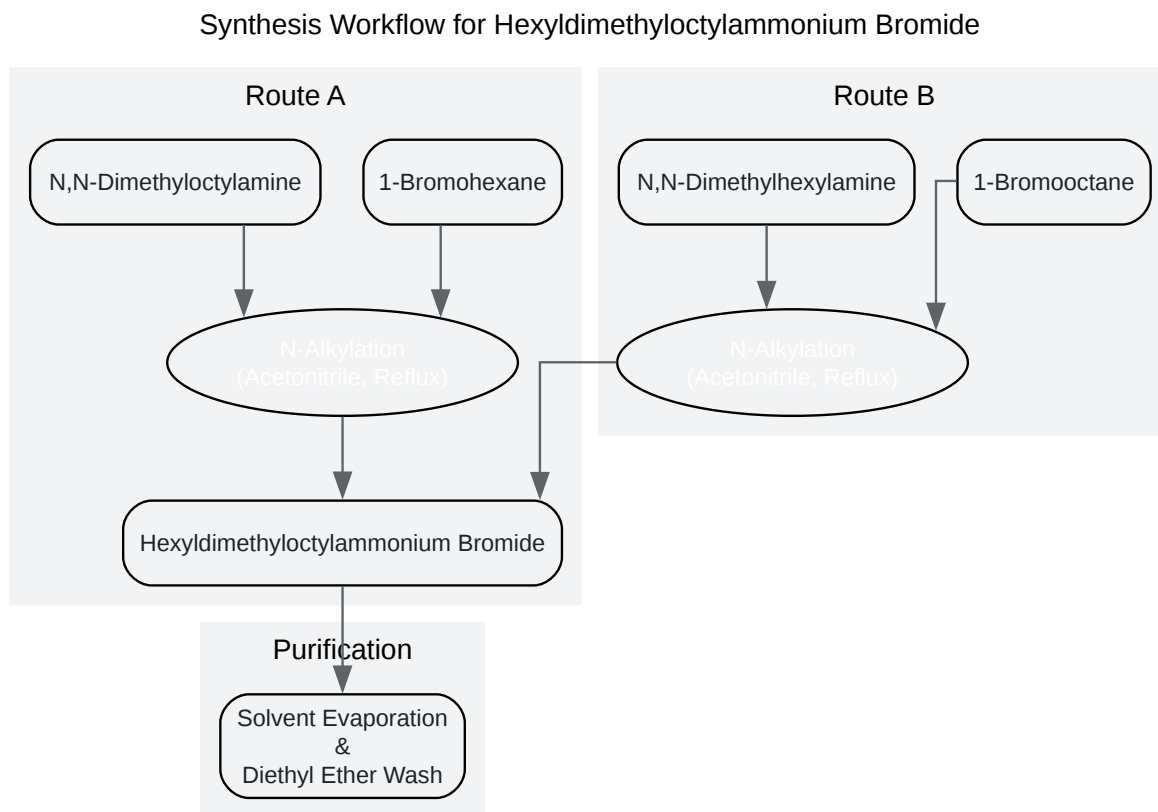 Synthesis Workflow for Hexyldimethyloctylammonium Bromide
Route A
N,N-Dimethyloctylamine
1-Bromohexane
N-Alkylation
(Acetonitrile, Reflux)
Hexyldimethyloctylammonium Bromide
Route B
N,N-Dimethylhexylamine
1-Bromooctane
N-Alkylation
(Acetonitrile, Reflux)
Purification
Solvent Evaporation
&
Diethyl Ether Wash